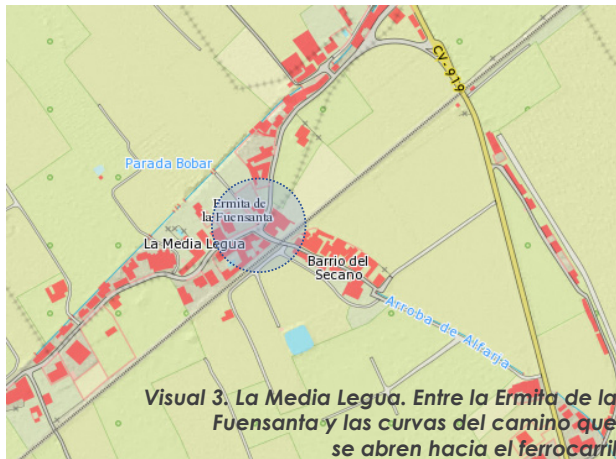 CV-919
Parada Bobar
Ermita de
la Fuensanta
La Media Legua
Barrio del
Secano
Arroba de Alfarja
Visual 3. La Media Legua. Entre la Ermita de la
Fuensanta y las curvas del camino que
se abren hacia el ferrocarril